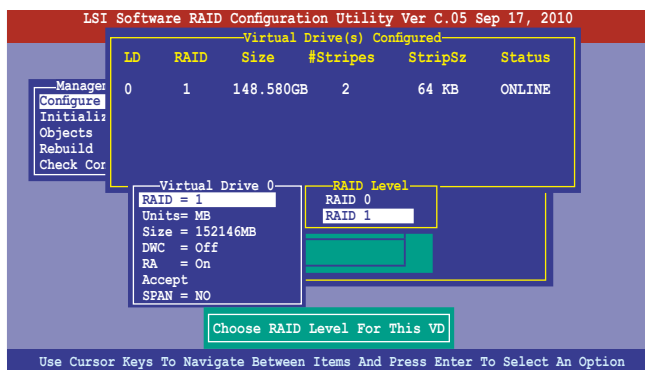 LSI Software RAID Configuration Utility Ver C.05 Sep 17, 2010
Virtual Drive(s) Configured
LD RAID Size #Stripes StripSz Status
0 1 148.580GB 2 64 KB ONLINE
Managem
Configure
Initializ
Objects
Rebuild
Check Con
Virtual Drive 0
RAID = 1
Units= MB
Size = 152146MB
DWC = Off
RA = On
Accept
SPAN = NO
RAID Level
RAID 0
RAID 1
Choose RAID Level For This VD
Use Cursor Keys To Navigate Between Items And Press Enter To Select An Option